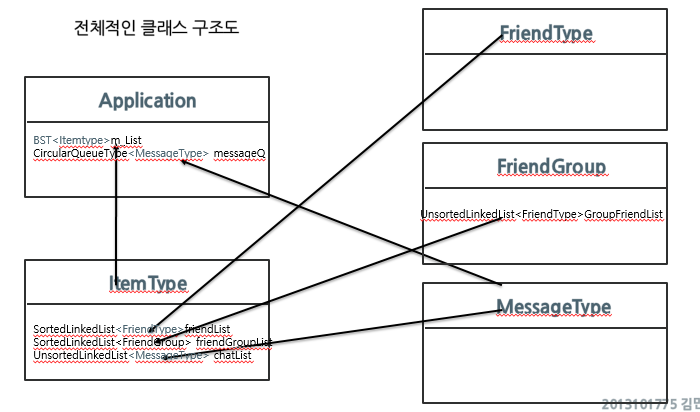 전체적인 클래스 구조도
Application
BST<Itemtype>m_List
CircularQueueType<MessageType> messageQ
ItemType
SortedLinkedList<FriendType>friendList
SortedLinkedList<FriendGroup> friendGroupList
UnsortedLinkedList<MessageType> chatList
FriendType
FriendGroup
UnsortedLinkedList<FriendType>GroupFriendList
MessageType
2013101775